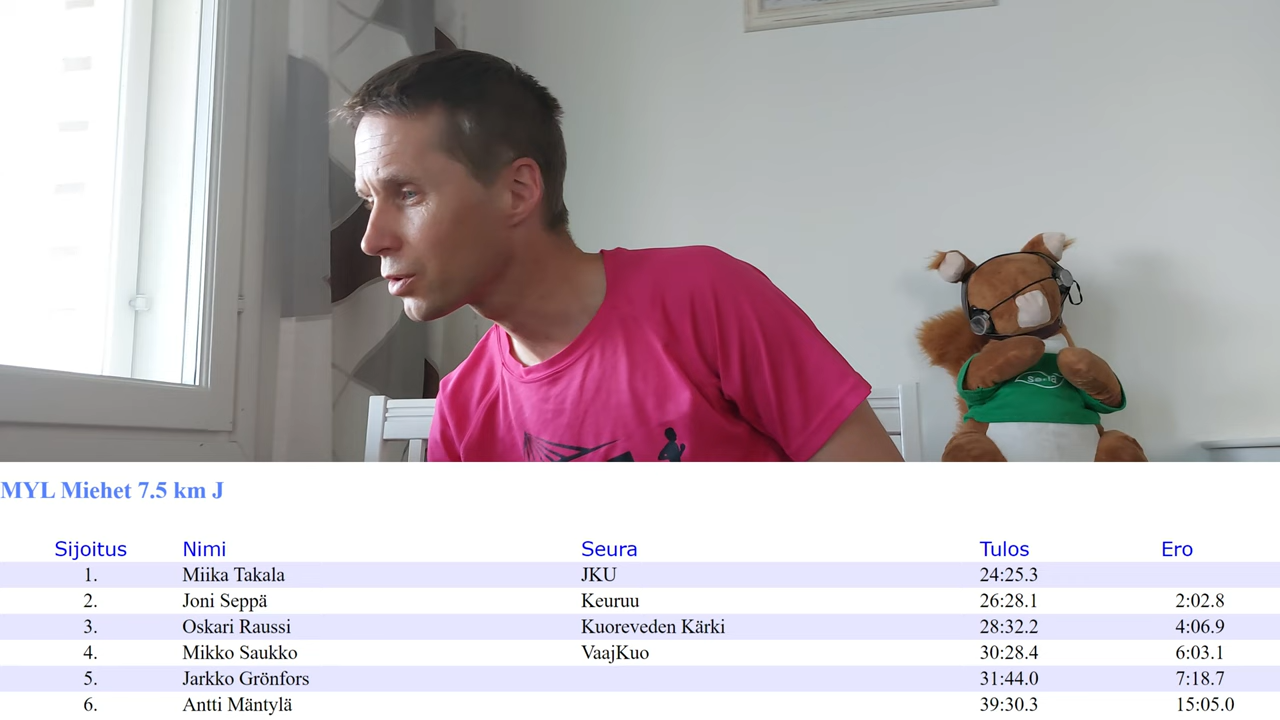 MYL Miehet 7.5 km J
Sijoitus Nimi Seura Tulos Ero
1. Miika Takala JKU 24:25.3
2. Joni Seppä Keuruu 26:28.1 2:02.8
3. Oskari Raussi Kuoreveden Kärki 28:32.2 4:06.9
4. Mikko Saukko VaajKuo 30:28.4 6:03.1
5. Jarkko Grönfors 31:44.0 7:18.7
6. Antti Mäntylä 39:30.3 15:05.0